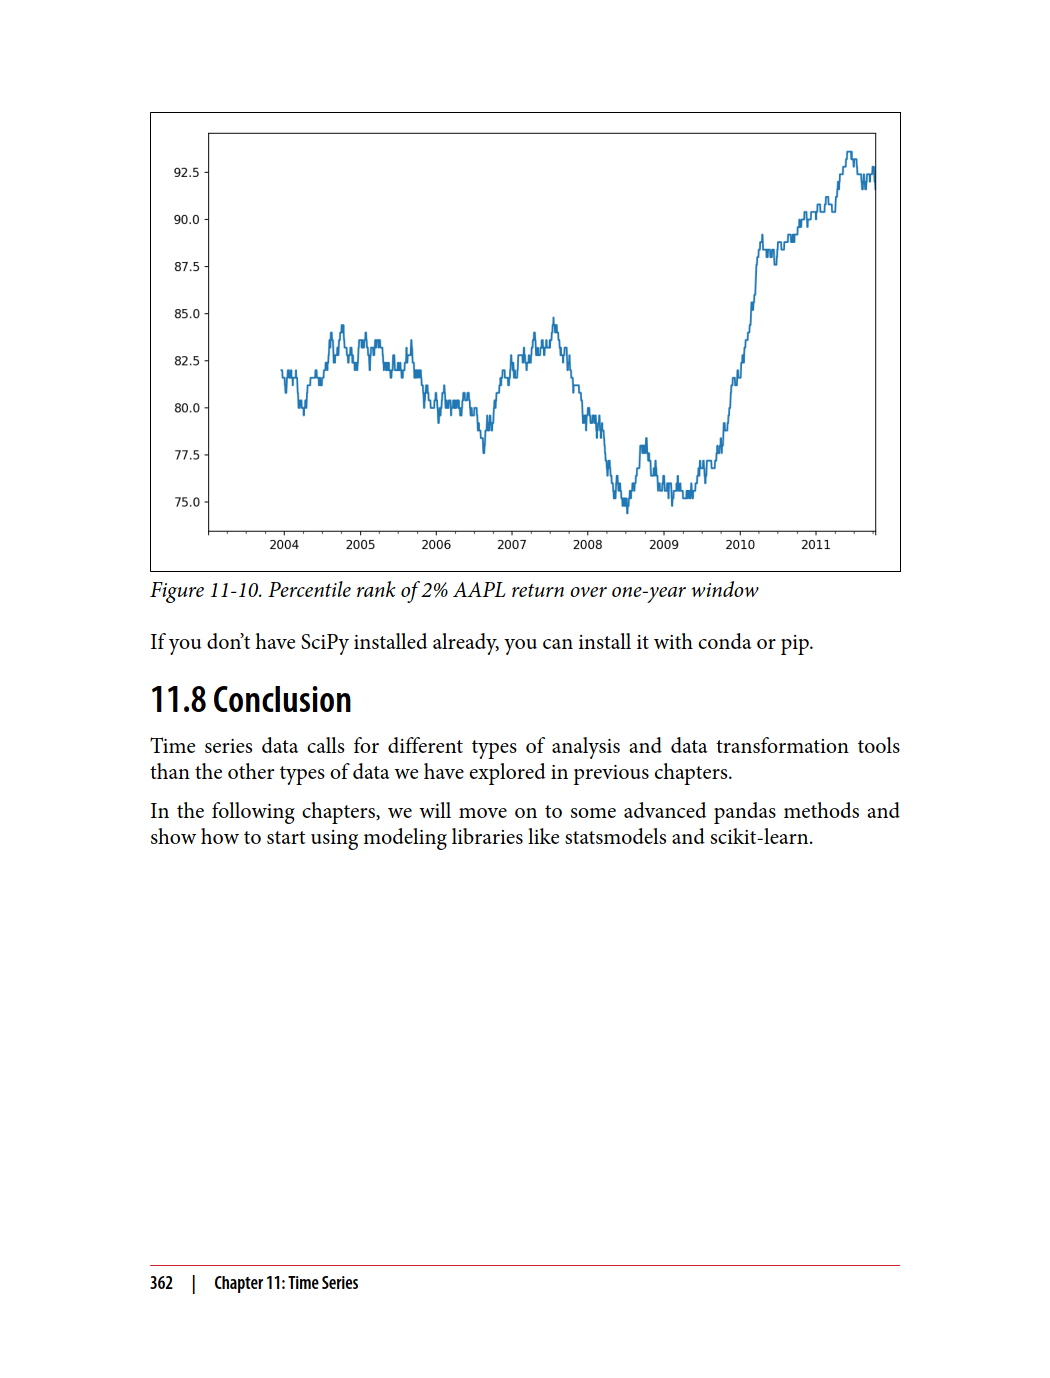 92.5
90.0
87.5
85.0
82.5
80.0
77.5
75.0
2004 2005 2006 2007 2008 2009 2010 2011
Figure 11-10. Percentile rank of 2% AAPL return over one-year window
If you don’t have SciPy installed already, you can install it with conda or pip.
11.8 Conclusion
Time series data calls for different types of analysis and data transformation tools
than the other types of data we have explored in previous chapters.
In the following chapters, we will move on to some advanced pandas methods and
show how to start using modeling libraries like statsmodels and scikit-learn.
362 | Chapter 11: Time Series